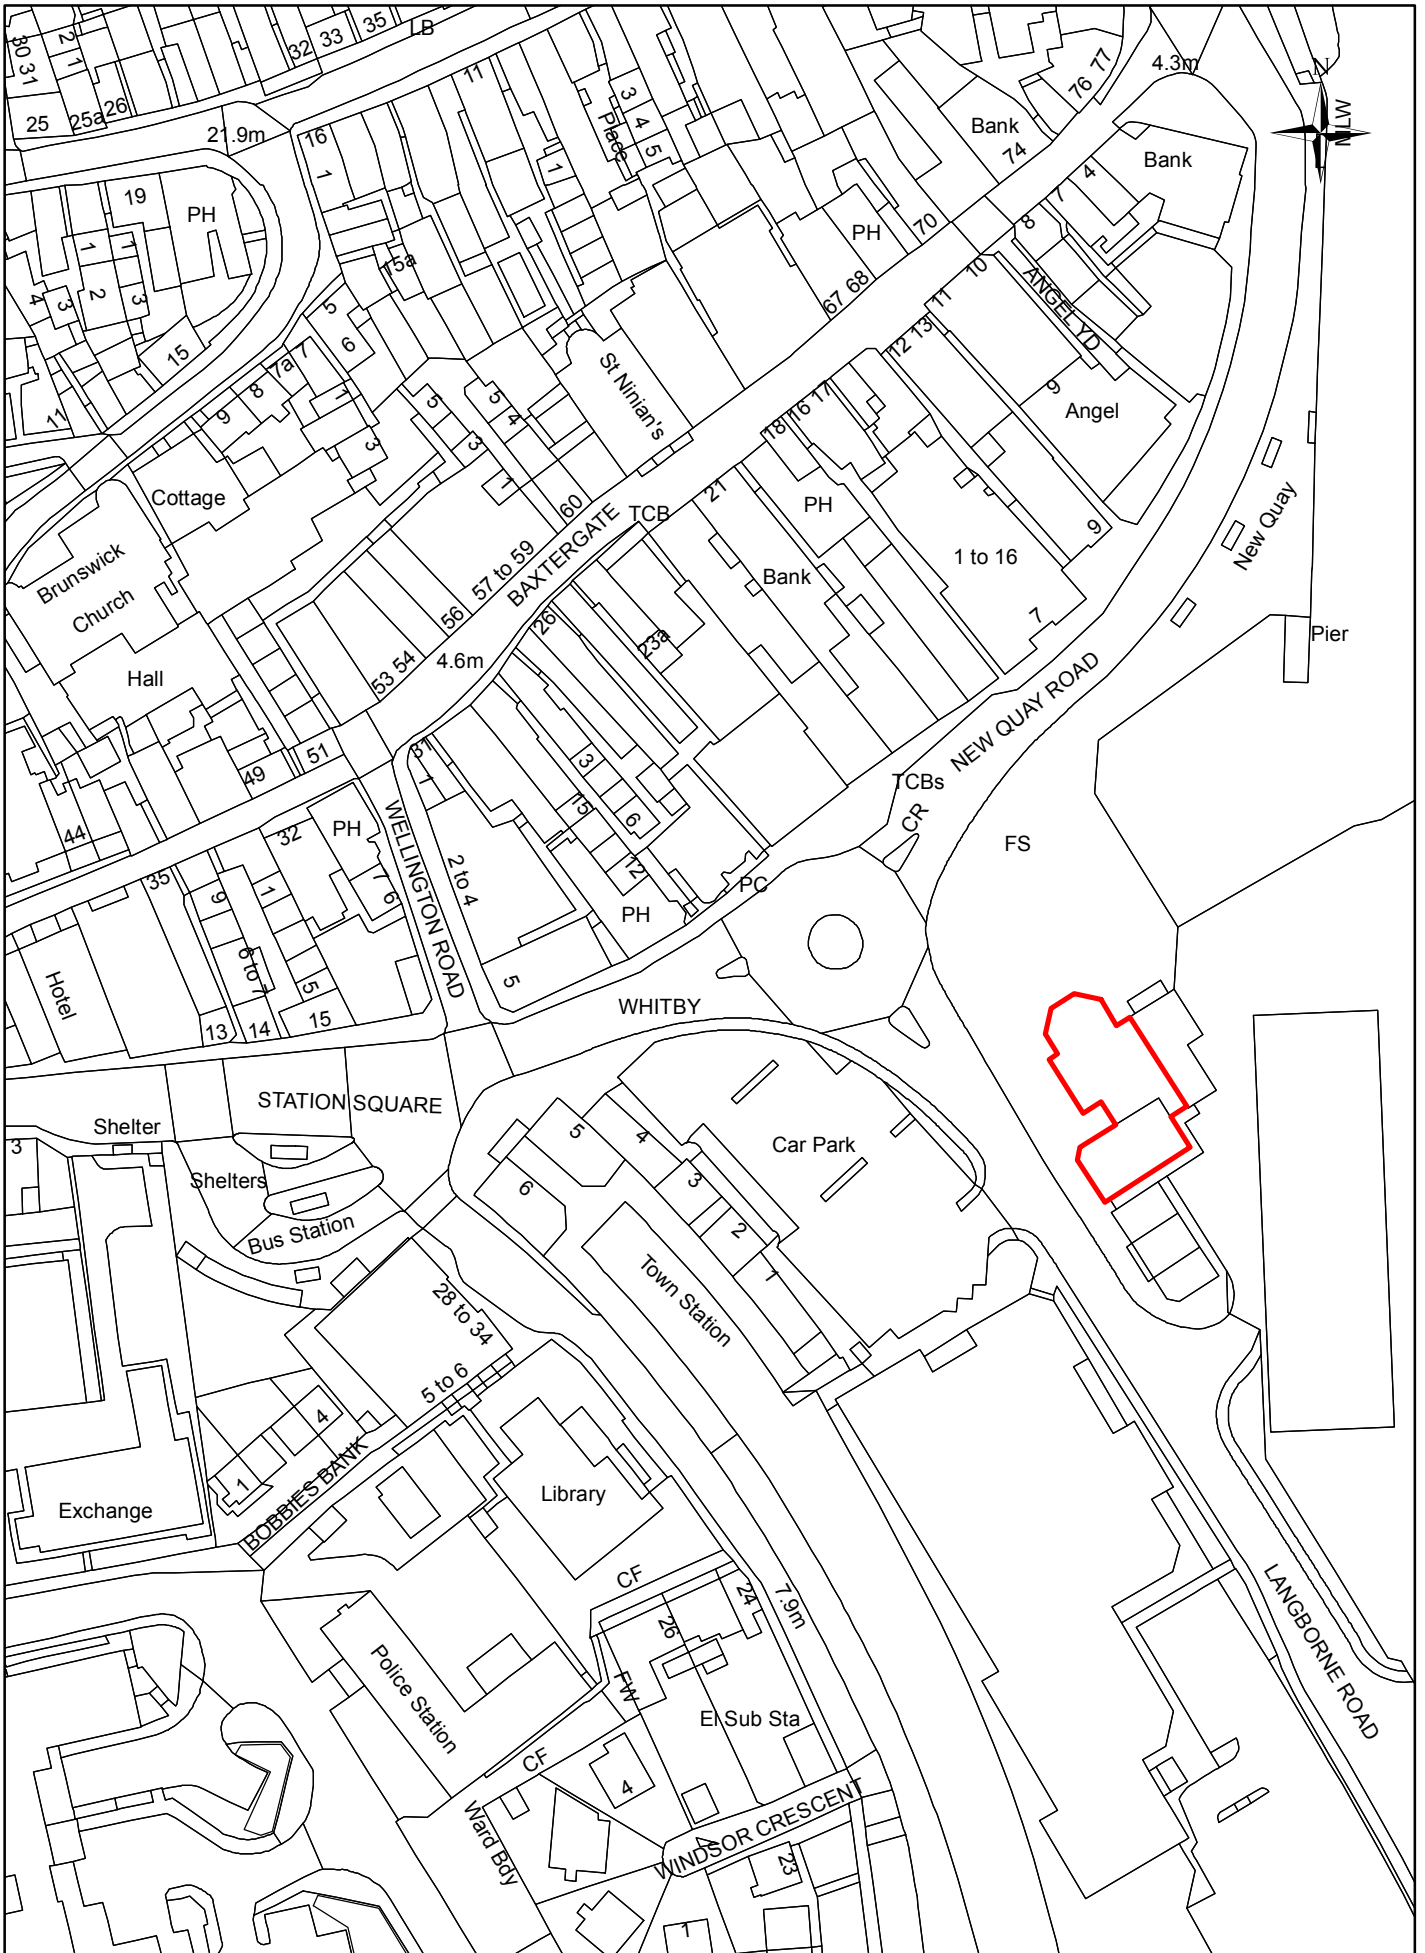 30 31
2
1
32
33
35
LB
25
25a
26
21.9m
16
1
11
3
4
5
Place
1
4.3m
N
MLW
76
77
Bank
74
Bank
4
7
8
19
PH
15a
PH
70
67 68
10
11
ANGEL YD
12 13
9
Angel
1
1
2
3
4
3
15
11
5
6
7
7a
8
9
1
3
St Ninian's
5
3
5
4
1
60
Cottage
18
16
17
PH
21
TCB
BAXTERGATE
57 to 59
56
53 54
4.6m
26
23a
Bank
1 to 16
7
9
New Quay
Pier
Brunswick
Church
Hall
NEW QUAY ROAD
TCBs
CR
FS
51
49
44
31
1
32
PH
7
6
WELLINGTON ROAD
2 to 4
3
15
6
12
PH
PC
5
35
9
1
6 to 7
5
Hotel
13
14
15
WHITBY
STATION SQUARE
Shelter
3
Shelters
Bus Station
Car Park
5
4
3
2
1
6
Town Station
28 to 34
5 to 6
4
1
BOBBIES BANK
Exchange
Library
CF
24
26
7.9m
LANGBORNE ROAD
Police Station
FW
El Sub Sta
CF
4
Ward Bdy
WINDSOR CRESCENT
23
1